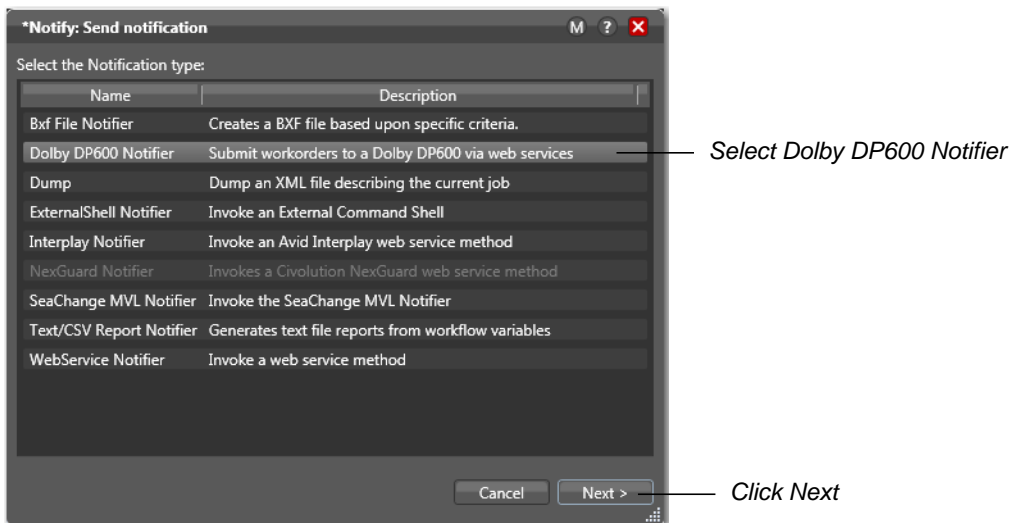 *Notify: Send notification M ? X
Select the Notification type:
Name Description
Bxf File Notifier Creates a BXF file based upon specific criteria.
Dolby DP600 Notifier Submit workorders to a Dolby DP600 via web services Select Dolby DP600 Notifier
Dump Dump an XML file describing the current job
ExternalShell Notifier Invoke an External Command Shell
Interplay Notifier Invoke an Avid Interplay web service method
NexGuard Notifier Invokes a Civolution NexGuard web service method
SeaChange MVL Notifier Invoke the SeaChange MVL Notifier
Text/CSV Report Notifier Generates text file reports from workflow variables
WebService Notifier Invoke a web service method
Cancel Next > Click Next